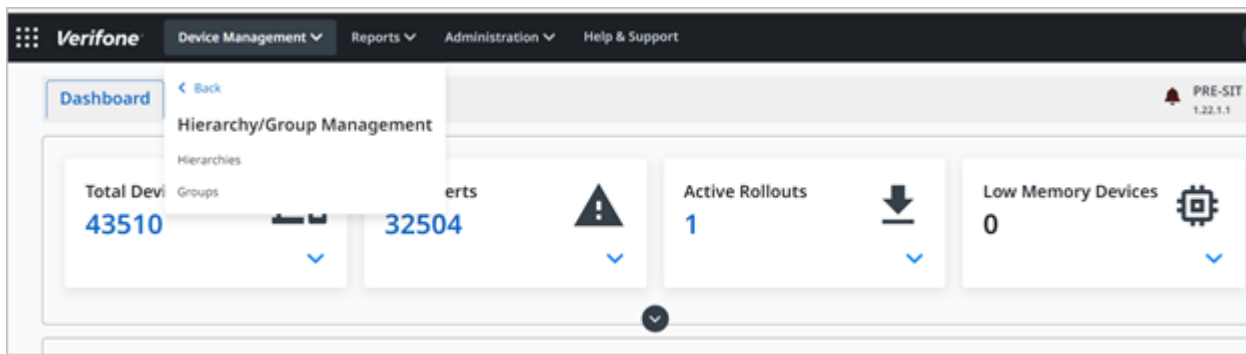 Verifone Device Management Reports Administration Help & Support
Back
Dashboard
PRE-SIT
1.22.1.1
Hierarchy/Group Management
Hierarchies
Groups
Total Devi
43510
erts
32504
Active Rollouts
1
Low Memory Devices
0